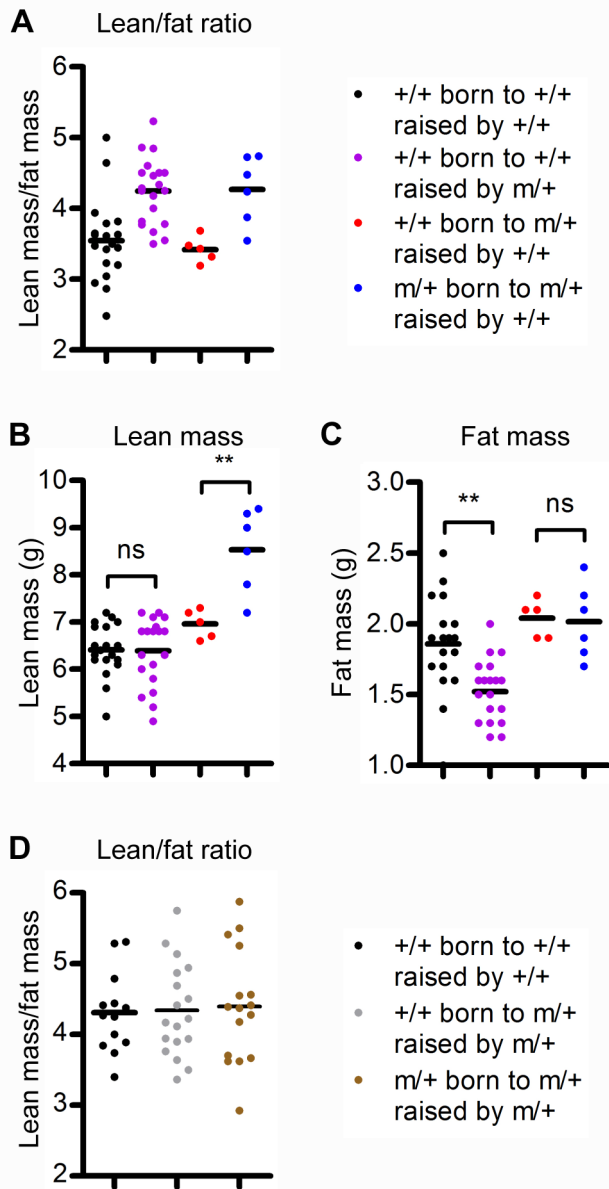 A
Lean/fat ratio
Lean mass/fat mass
6
5
4
3
2
+/+ born to +/+
raised by +/+
+/+ born to +/+
raised by m/+
+/+ born to m/+
raised by +/+
m/+ born to m/+
raised by +/+
B
Lean mass
Lean mass (g)
10
9
8
7
6
5
4
ns
**
C
Fat mass
Fat mass (g)
3.0
2.5
2.0
1.5
1.0
**
ns
D
Lean/fat ratio
Lean mass/fat mass
6
5
4
3
2
+/+ born to +/+
raised by +/+
+/+ born to m/+
raised by m/+
m/+ born to m/+
raised by m/+